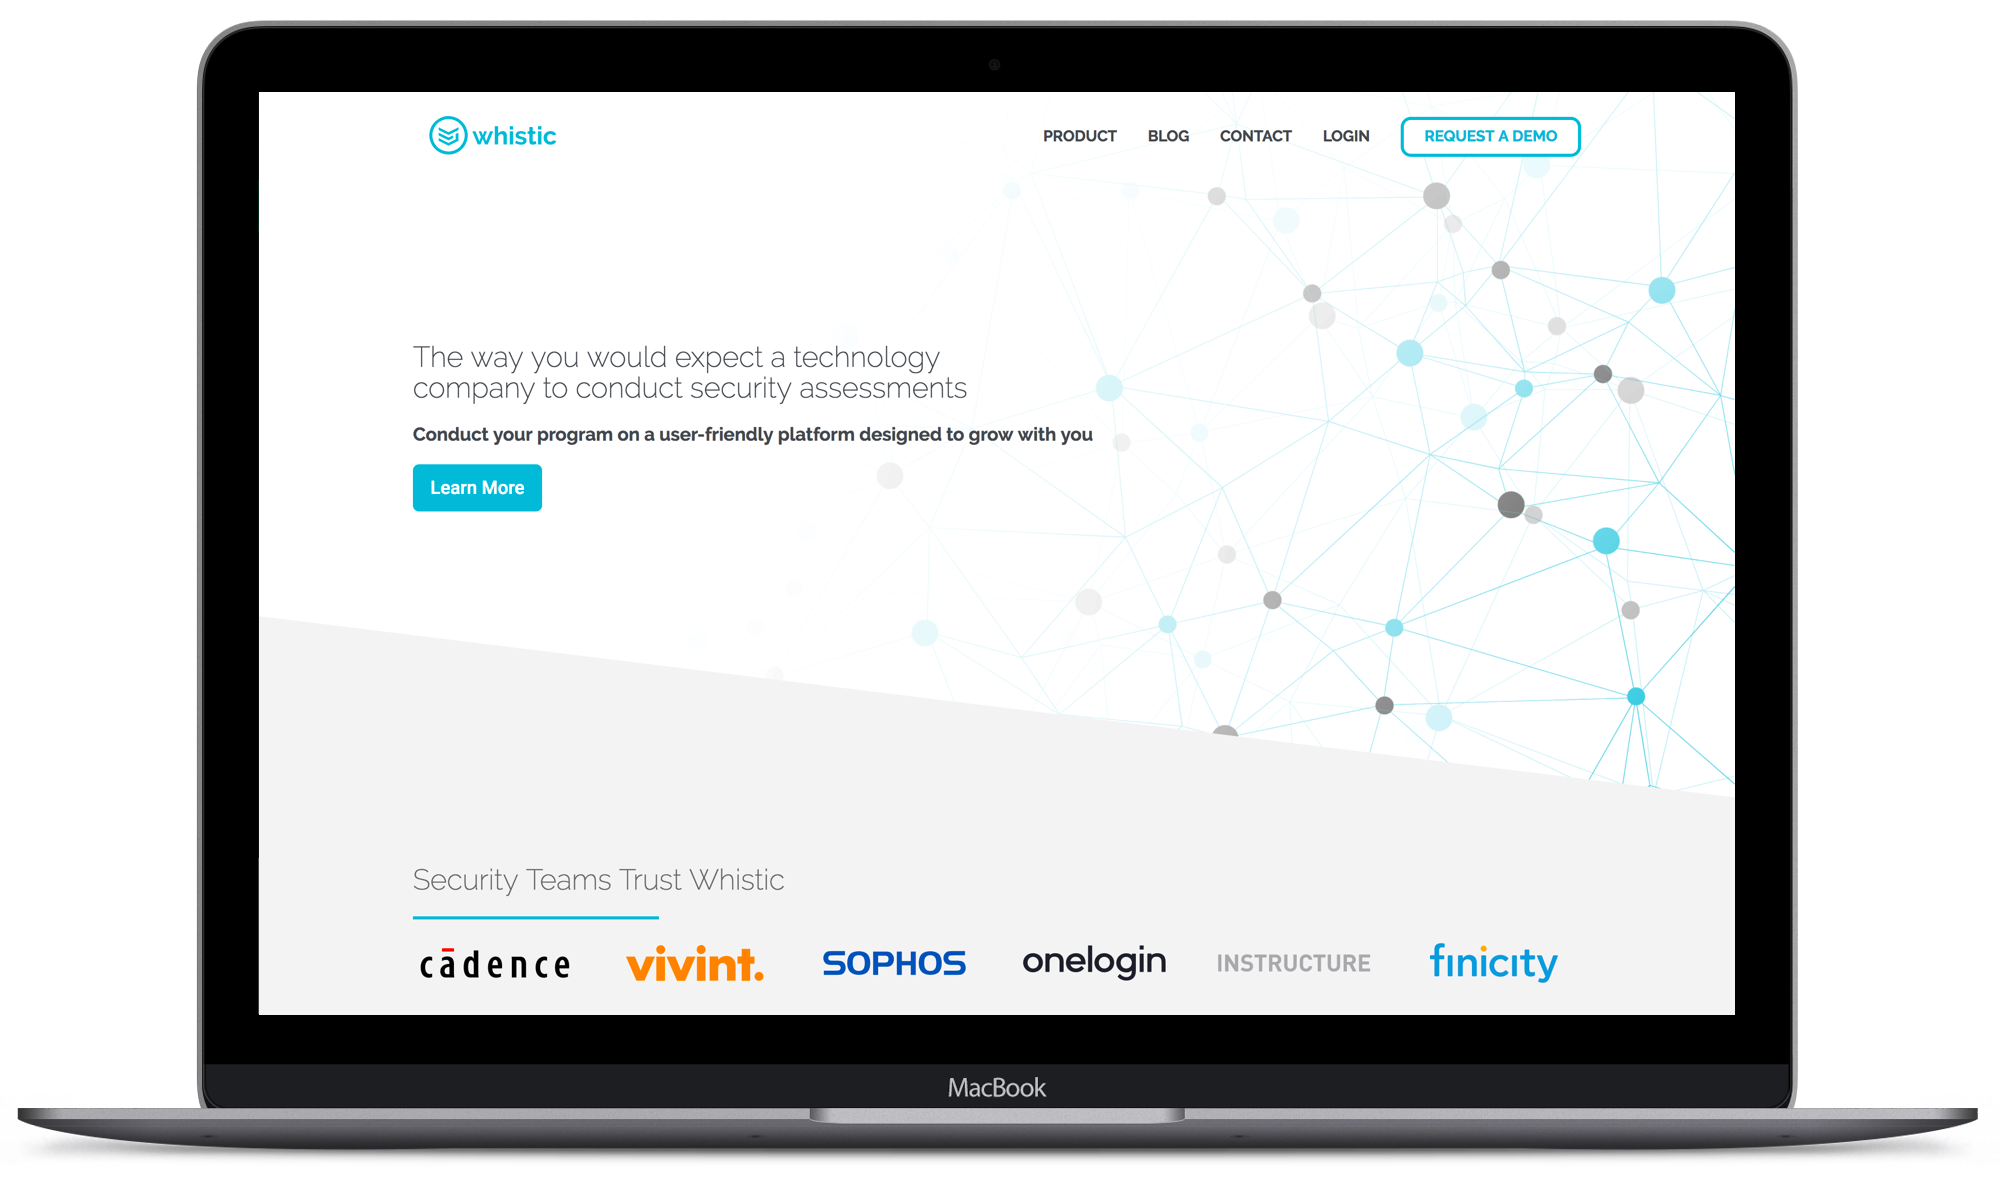 whistic
PRODUCT BLOG CONTACT LOGIN REQUEST A DEMO
The way you would expect a technology
company to conduct security assessments
Conduct your program on a user-friendly platform designed to grow with you
Learn More
Security Teams Trust Whistic
cādence vivint. SOPHOS onelogin INSTRUCTURE finicity
MacBook